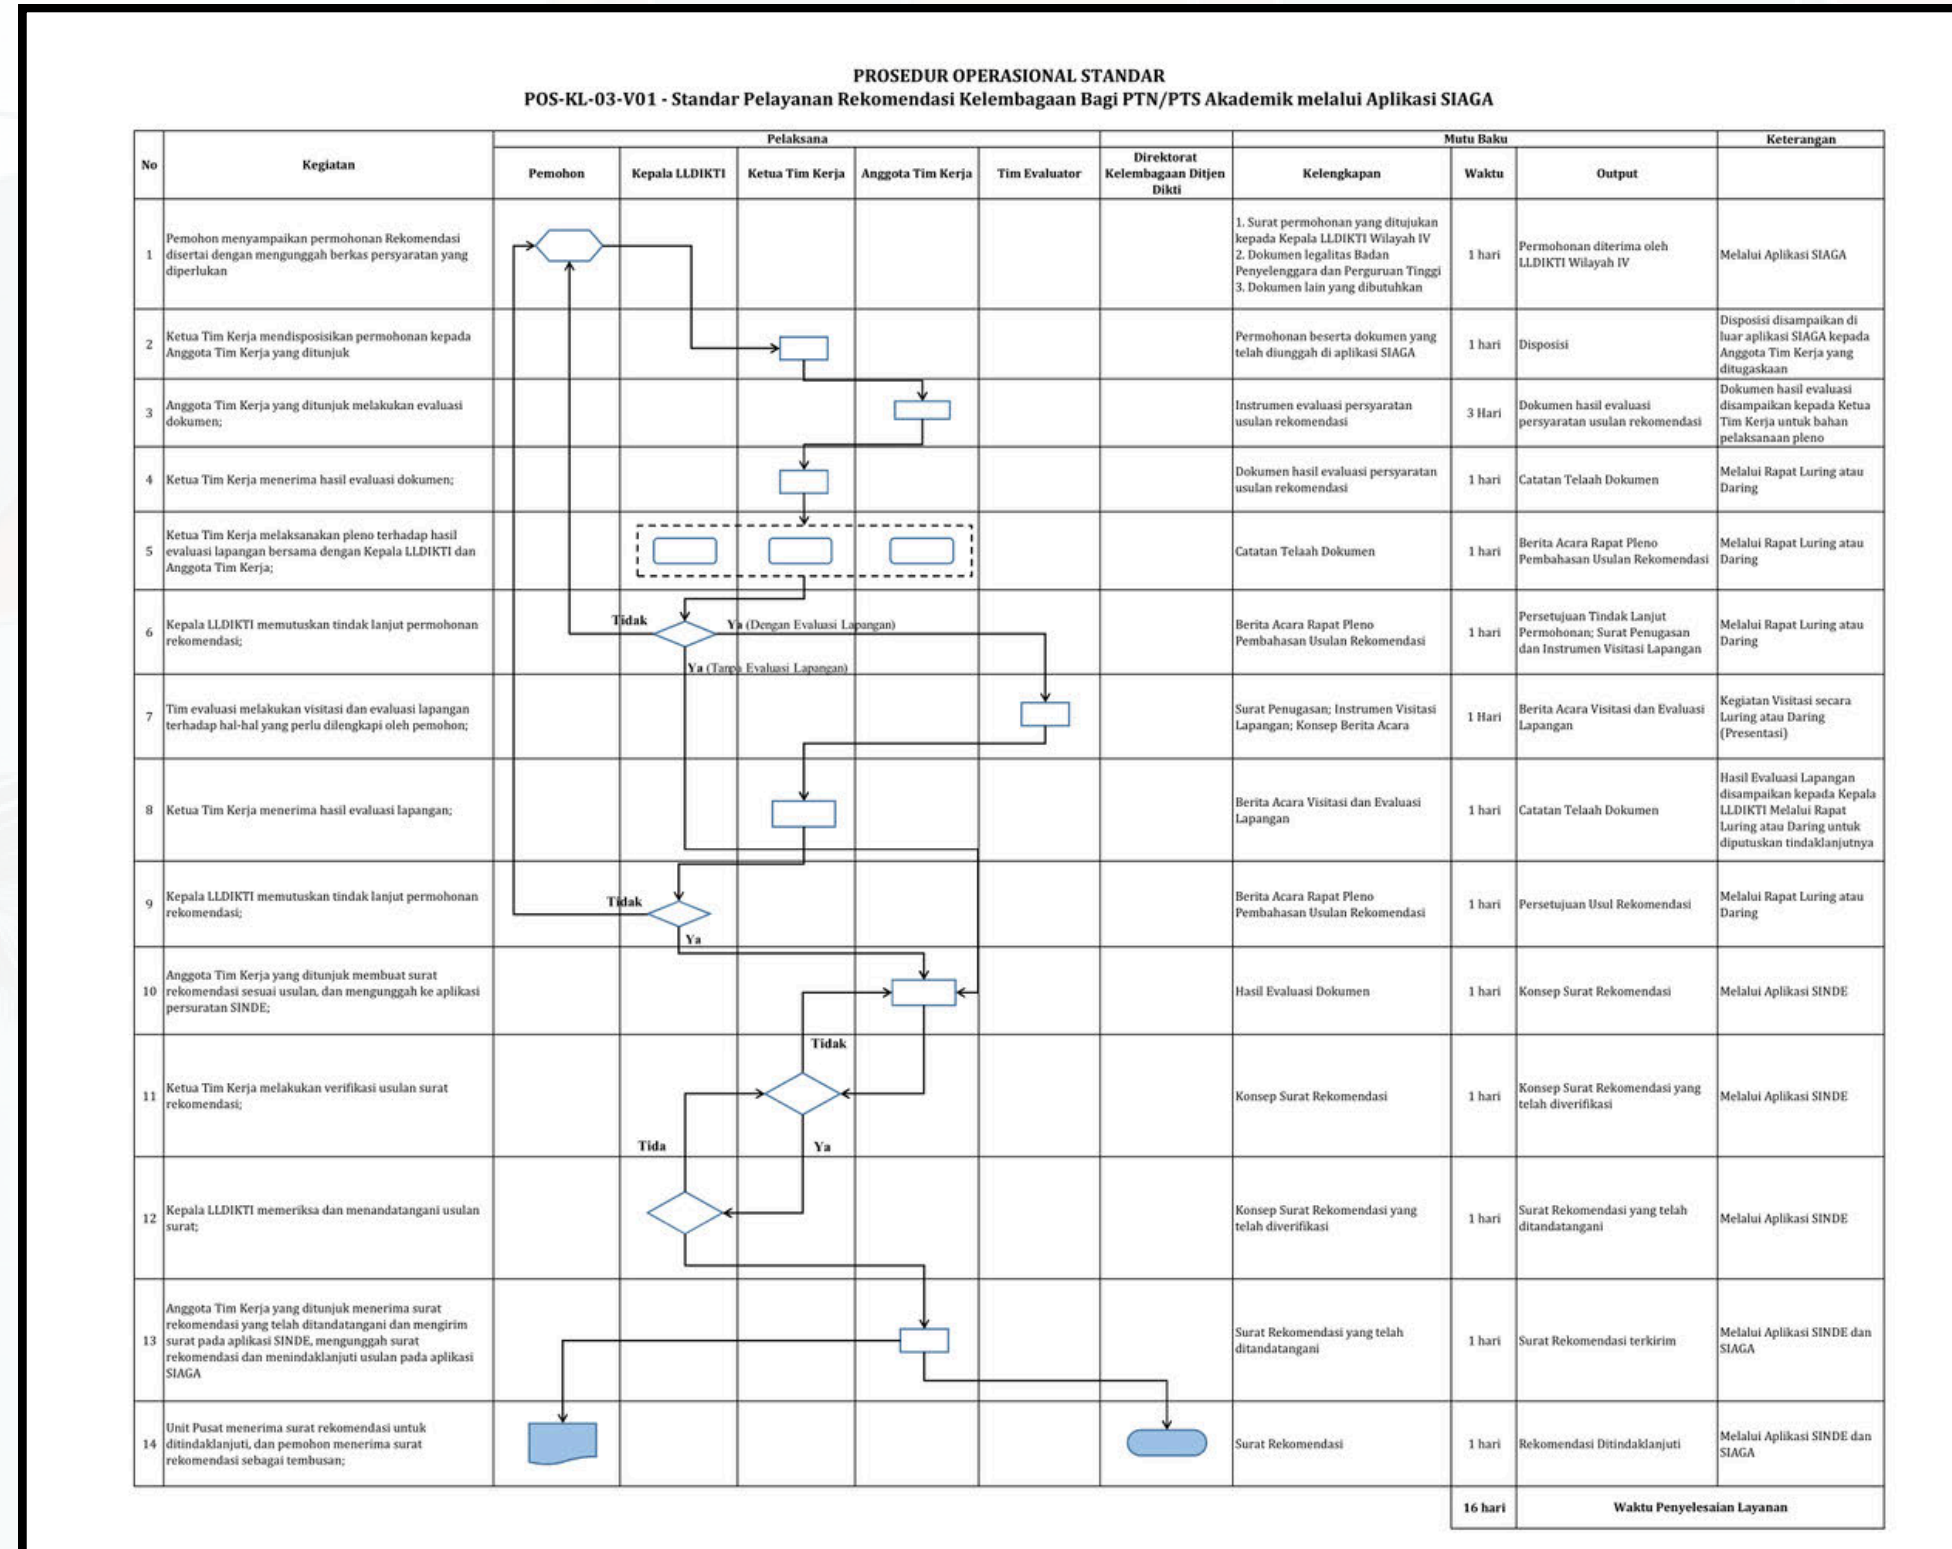 PROSEDUR OPERASIONAL STANDAR
POS-KL-03-V01 - Standar Pelayanan Rekomendasi Kelembagaan Bagi PTN/PTS Akademik melalui Aplikasi SIAGA
No
Kegiatan
Pelaksana
Mutu Baku
Keterangan
Pemohon
Kepala LLDIKTI
Ketua Tim Kerja
Anggota Tim Kerja
Tim Evaluator
Direktorat
Kelembagaan Ditjen
Dikti
Kelengkapan
Waktu
Output
1
Pemohon menyampaikan permohonan Rekomendasi
disertai dengan mengunggah berkas persyaratan yang
diperlukan
1. Surat permohonan yang ditujukan
kepada Kepala LLDIKTI Wilayah IV
2. Dokumen legalitas Badan
Penyelenggara dan Perguruan Tinggi
3. Dokumen lain yang dibutuhkan
1 hari
Permohonan diterima oleh
LLDIKTI Wilayah IV
Melalui Aplikasi SIAGA
2
Ketua Tim Kerja mendisposisikan permohonan kepada
Anggota Tim Kerja yang ditunjuk
Permohonan beserta dokumen yang
telah diunggah di aplikasi SIAGA
1 hari
Disposisi
Disposisi disampaikan di
luar aplikasi SIAGA kepada
Anggota Tim Kerja yang
ditugaskaan
3
Anggota Tim Kerja yang ditunjuk melakukan evaluasi
dokumen;
Instrumen evaluasi persyaratan
usulan rekomendasi
3 Hari
Dokumen hasil evaluasi
persyaratan usulan rekomendasi
Dokumen hasil evaluasi
disampaikan kepada Ketua
Tim Kerja untuk bahan
pelaksanaan pleno
4
Ketua Tim Kerja menerima hasil evaluasi dokumen;
Dokumen hasil evaluasi persyaratan
usulan rekomendasi
1 hari
Catatan Telaah Dokumen
Melalui Rapat Luring atau
Daring
5
Ketua Tim Kerja melaksanakan pleno terhadap hasil
evaluasi lapangan bersama dengan Kepala LLDIKTI dan
Anggota Tim Kerja;
Catatan Telaah Dokumen
1 hari
Berita Acara Rapat Pleno
Pembahasan Usulan Rekomendasi
Melalui Rapat Luring atau
Daring
6
Kepala LLDIKTI memutuskan tindak lanjut permohonan
rekomendasi;
Tidak
Ya (Dengan Evaluasi Lapangan)
Ya (Tanpa Evaluasi Lapangan)
Berita Acara Rapat Pleno
Pembahasan Usulan Rekomendasi
1 hari
Persetujuan Tindak Lanjut
Permohonan; Surat Penugasan
dan Instrumen Visitasi Lapangan
Melalui Rapat Luring atau
Daring
7
Tim evaluasi melakukan visitasi dan evaluasi lapangan
terhadap hal-hal yang perlu dilengkapi oleh pemohon;
Surat Penugasan; Instrumen Visitasi
Lapangan; Konsep Berita Acara
1 Hari
Berita Acara Visitasi dan Evaluasi
Lapangan
Kegiatan Visitasi secara
Luring atau Daring
(Presentasi)
8
Ketua Tim Kerja menerima hasil evaluasi lapangan;
Berita Acara Visitasi dan Evaluasi
Lapangan
1 hari
Catatan Telaah Dokumen
Hasil Evaluasi Lapangan
disampaikan kepada Kepala
LLDIKTI Melalui Rapat
Luring atau Daring untuk
diputuskan tindaklanjutnya
9
Kepala LLDIKTI memutuskan tindak lanjut permohonan
rekomendasi;
Tidak
Ya
Berita Acara Rapat Pleno
Pembahasan Usulan Rekomendasi
1 hari
Persetujuan Usul Rekomendasi
Melalui Rapat Luring atau
Daring
10
Anggota Tim Kerja yang ditunjuk membuat surat
rekomendasi sesuai usulan, dan mengunggah ke aplikasi
persuratan SINDE;
Hasil Evaluasi Dokumen
1 hari
Konsep Surat Rekomendasi
Melalui Aplikasi SINDE
11
Ketua Tim Kerja melakukan verifikasi usulan surat
rekomendasi;
Tidak
Tida
Ya
Konsep Surat Rekomendasi
1 hari
Konsep Surat Rekomendasi yang
telah diverifikasi
Melalui Aplikasi SINDE
12
Kepala LLDIKTI memeriksa dan menandatangani usulan
surat;
Konsep Surat Rekomendasi yang
telah diverifikasi
1 hari
Surat Rekomendasi yang telah
ditandatangani
Melalui Aplikasi SINDE
13
Anggota Tim Kerja yang ditunjuk menerima surat
rekomendasi yang telah ditandatangani dan mengirim
surat pada aplikasi SINDE, mengunggah surat
rekomendasi dan menindaklanjuti usulan pada aplikasi
SIAGA
Surat Rekomendasi yang telah
ditandatangani
1 hari
Surat Rekomendasi terkirim
Melalui Aplikasi SINDE dan
SIAGA
14
Unit Pusat menerima surat rekomendasi untuk
ditindaklanjuti, dan pemohon menerima surat
rekomendasi sebagai tembusan;
Surat Rekomendasi
1 hari
Rekomendasi Ditindaklanjuti
Melalui Aplikasi SINDE dan
SIAGA
16 hari
Waktu Penyelesaian Layanan